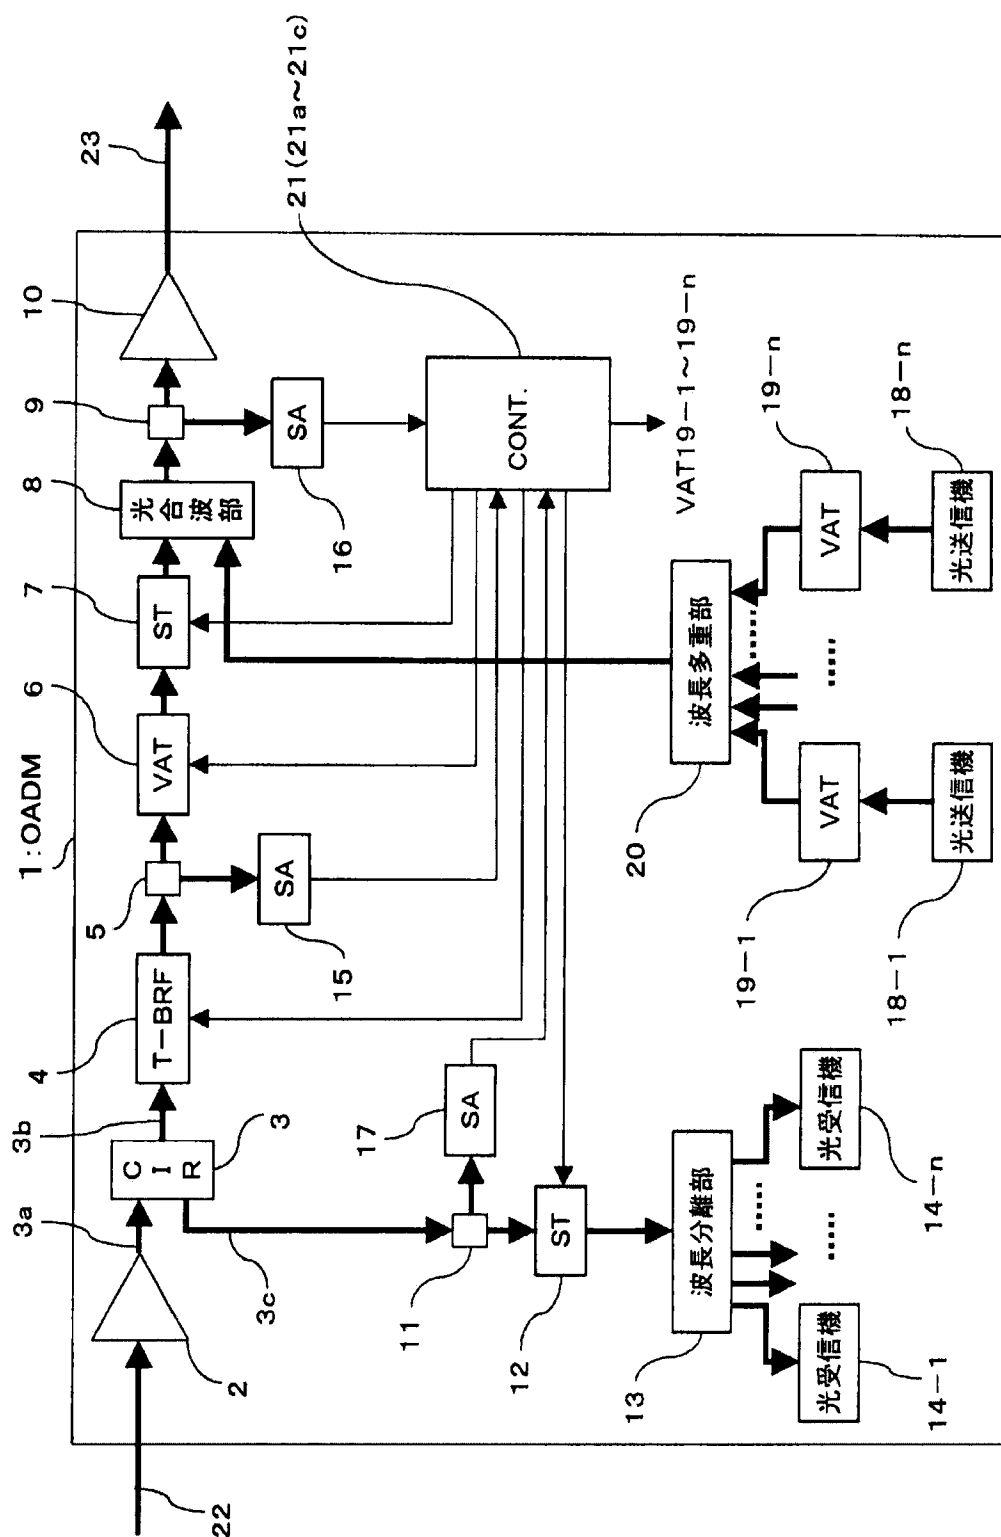 1:OADM
22
2
3a
C I R
3
3b
3c
T−BRF
4
5
SA
15
VAT
6
ST
7
光合波部
8
9
SA
16
10
23
CONT.
21(21a〜21c)
VAT19−1〜19−n
11
SA
17
ST
12
波長分離部
13
光受信機
14−1
光受信機
14−n
波長多重部
20
VAT
19−1
光送信機
18−1
VAT
19−n
光送信機
18−n